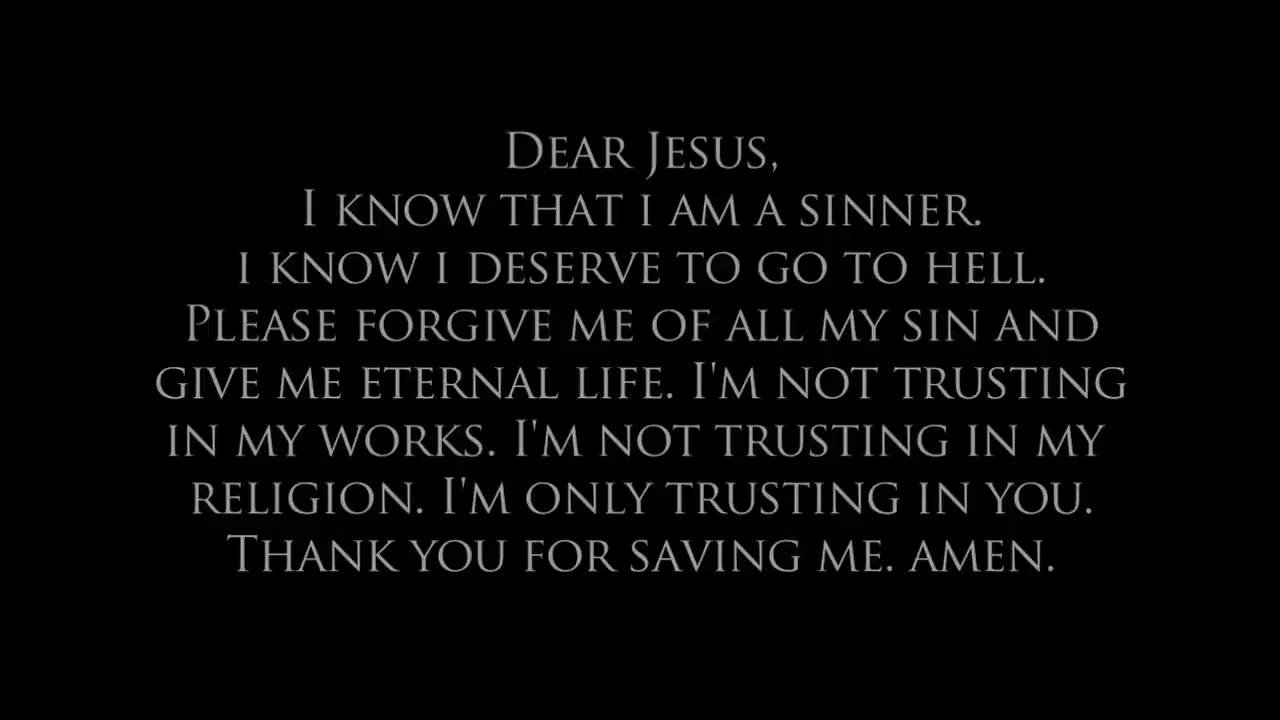 Dear Jesus,
I know that i am a sinner.
i know i deserve to go to hell.
Please forgive me of all my sin and
give me eternal life. I'm not trusting
in my works. I'm not trusting in my
religion. I'm only trusting in you.
Thank you for saving me. amen.